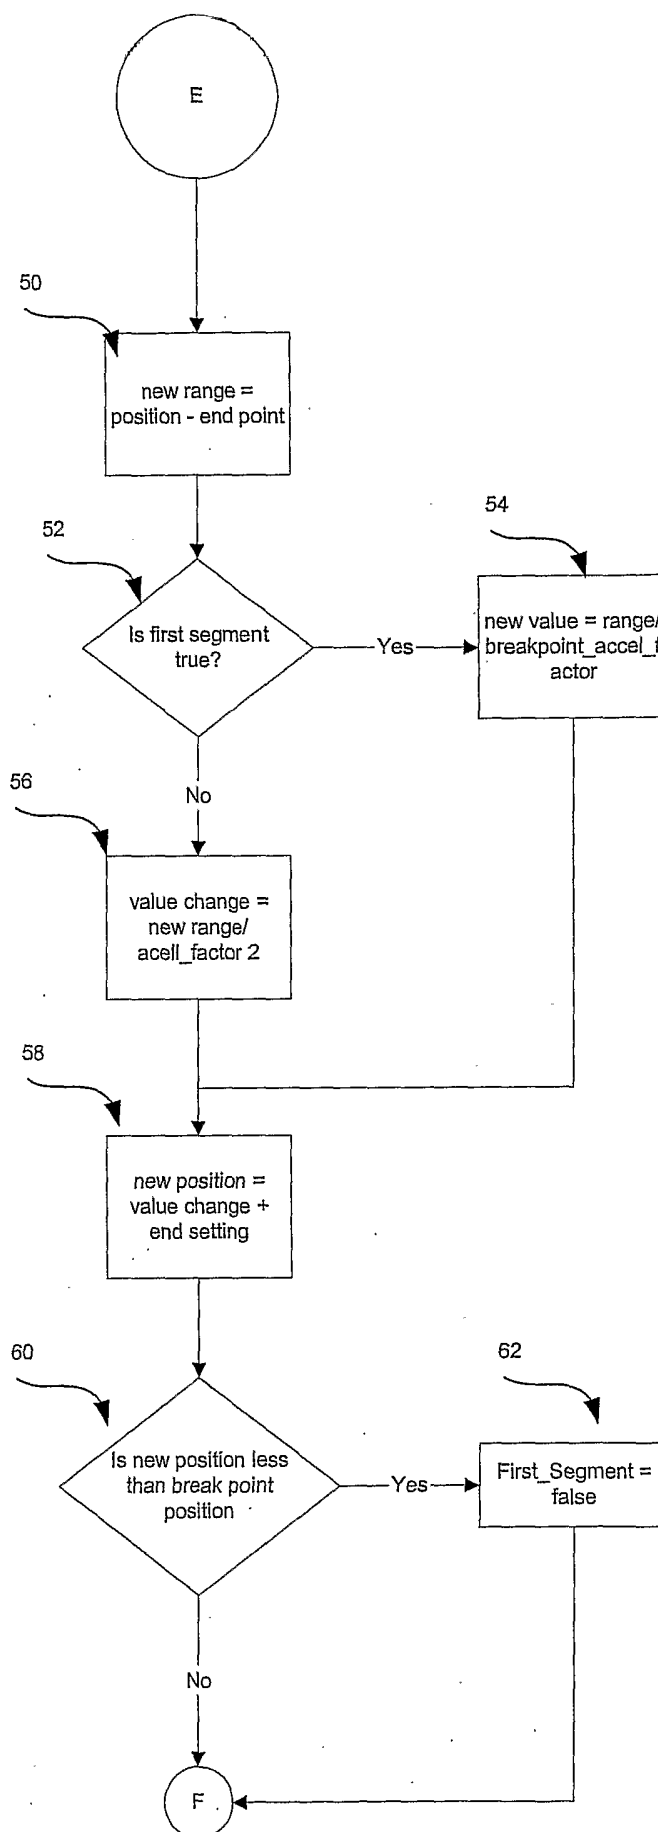 E
50
new range =
position - end point
52
Is first segment
true?
Yes
54
new value = range/
breakpoint_accel_f
actor
No
56
value change =
new range/
acell_factor 2
58
new position =
value change +
end setting
60
Is new position less
than break point
position
Yes
62
First_Segment =
false
No
F